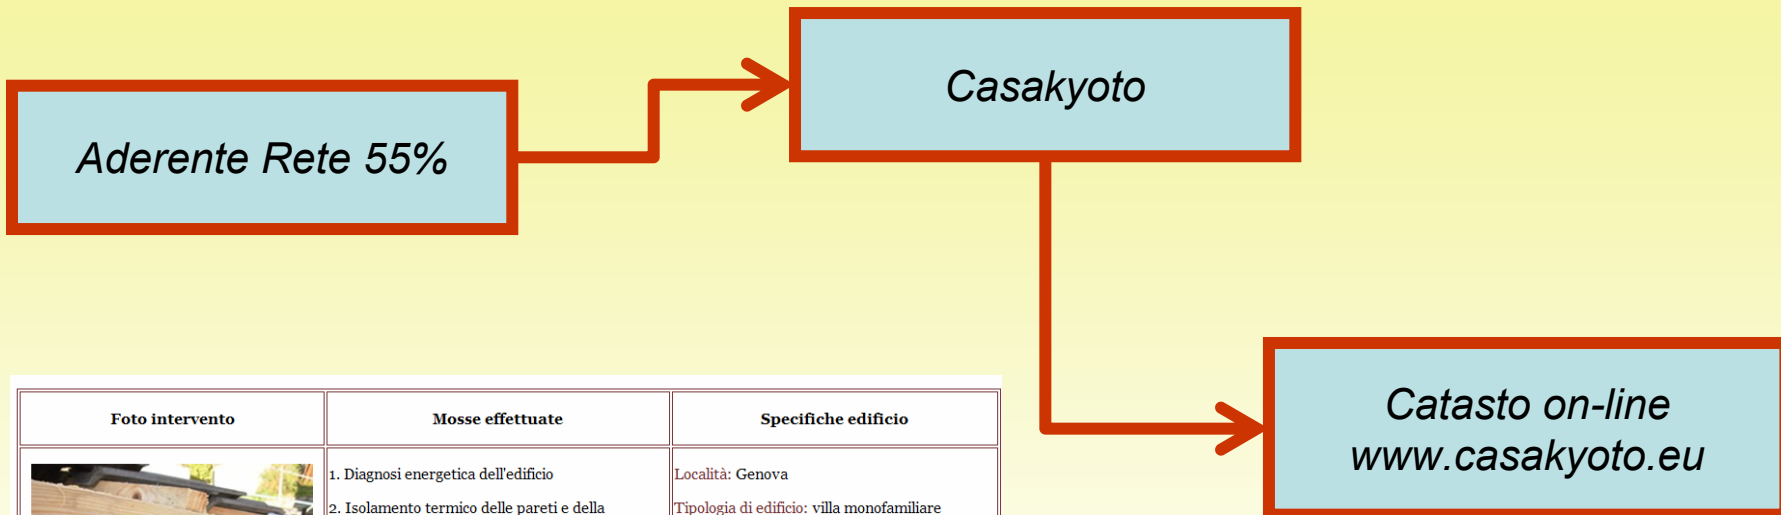 Casakyoto
Aderente Rete 55%
Catasto on-line
www.casakyoto.eu
Foto intervento
Mosse effettuate
Specifiche edificio
1. Diagnosi energetica dell'edificio
2. Isolamento termico delle pareti e della
Località: Genova
Tipologia di edificio: villa monofamiliare